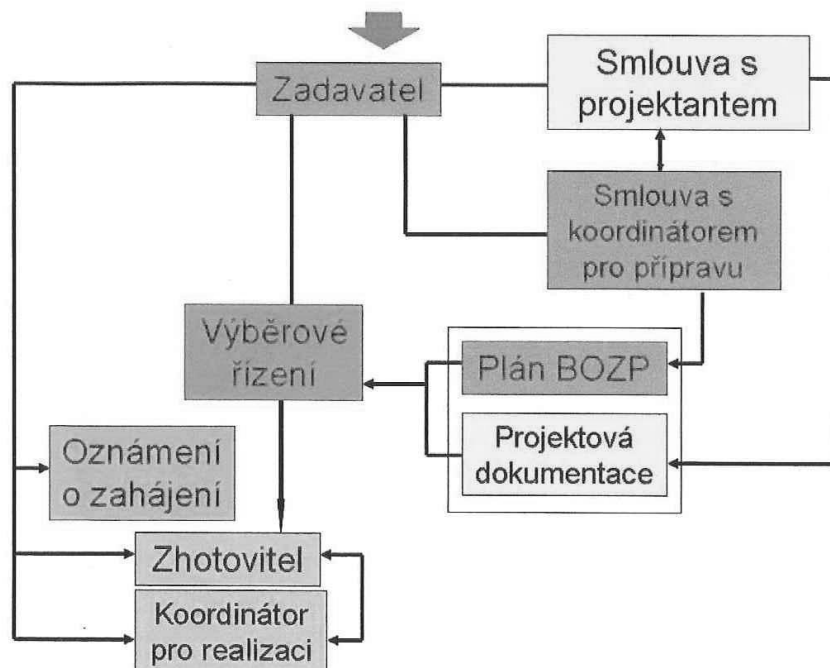 Zadavatel
Smlouva s
projektantem
Smlouva s
koordinátorem
pro přípravu
Výběrové
řízení
Plán BOZP
Projektová
dokumentace
Oznámení
o zahájení
Zhotovitel
Koordinátor
pro realizaci